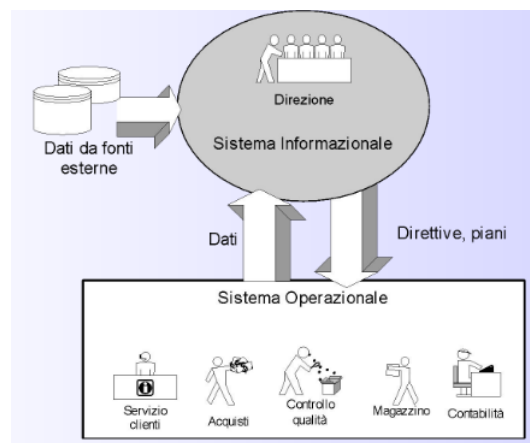 Direzione
Sistema Informazionale
Dati da fonti
esterne
Dati
Direttive, piani
Sistema Operazionale
Servizio
clienti
Acquisti
Controllo
qualità
Magazzino
Contabilità